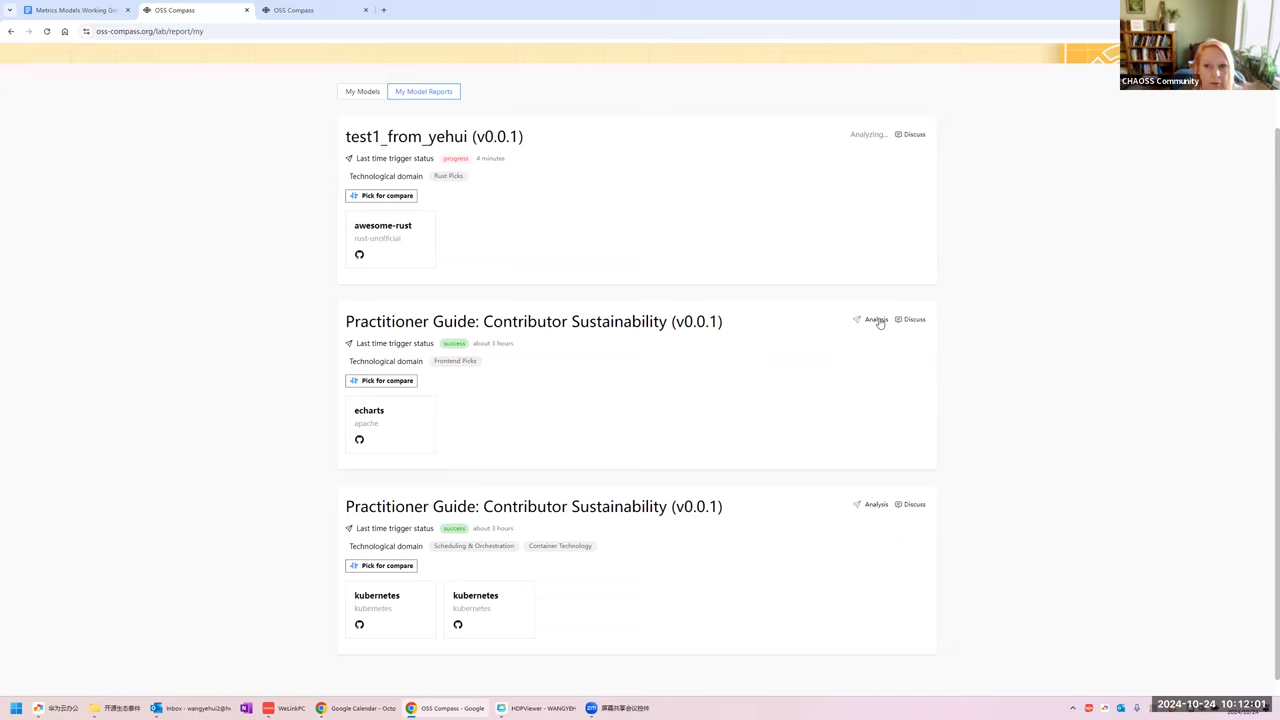 Metrics Models Working Gro
OSS Compass
OSS Compass
oss-compass.org/lab/report/my
CHAOSS Community
My Models
My Model Reports
test1_from_yehui (v0.0.1)
Analyzing...
Discuss
Last time trigger status
progress
4 minutes
Technological domain
Rust Picks
Pick for compare
awesome-rust
rust-unofficial
Practitioner Guide: Contributor Sustainability (v0.0.1)
Analysis
Discuss
Last time trigger status
success
about 3 hours
Technological domain
Frontend Picks
Pick for compare
echarts
apache
Practitioner Guide: Contributor Sustainability (v0.0.1)
Analysis
Discuss
Last time trigger status
success
about 3 hours
Technological domain
Scheduling & Orchestration
Container Technology
Pick for compare
kubernetes
kubernetes
kubernetes
kubernetes
华为云办公
开源生态套件
Inbox - wangyehui2@hu
WeLinkPC
Google Calendar - Octo
OSS Compass - Google
HDPViewer - WANGYEH
屏幕共享会议控件
2024-10-24 10:12:01